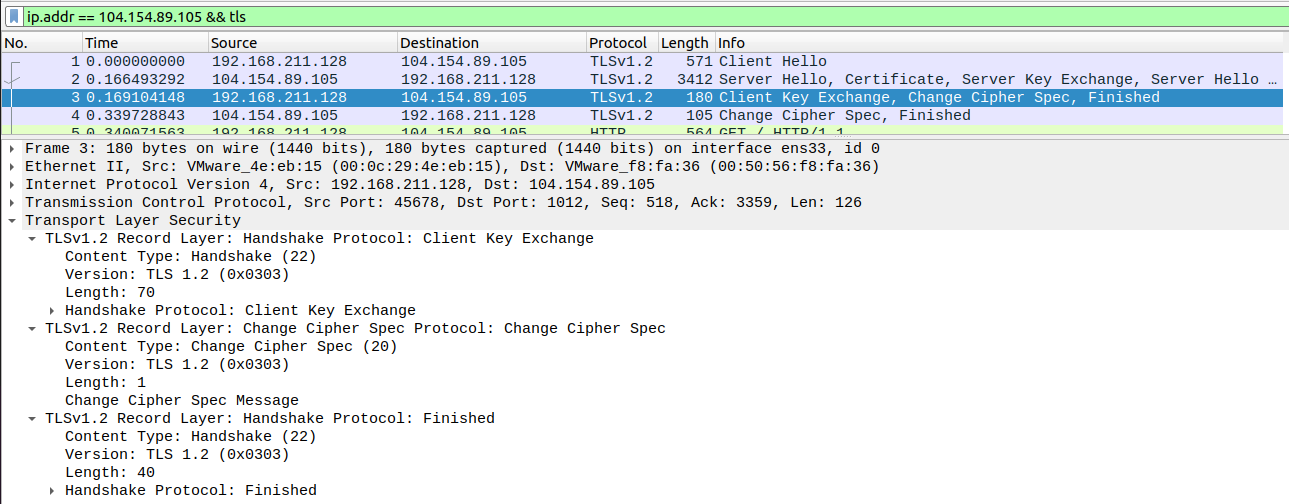 ip.addr == 104.154.89.105 && tls
No. Time Source Destination Protocol Length Info
1 0.000000000 192.168.211.128 104.154.89.105 TLSv1.2 571 Client Hello
2 0.166493292 104.154.89.105 192.168.211.128 TLSv1.2 3412 Server Hello, Certificate, Server Key Exchange, Server Hello …
3 0.169104148 192.168.211.128 104.154.89.105 TLSv1.2 180 Client Key Exchange, Change Cipher Spec, Finished
4 0.339728843 104.154.89.105 192.168.211.128 TLSv1.2 105 Change Cipher Spec, Finished
5 0.340071563 192.168.211.128 104.154.89.105 HTTP 564 GET / HTTP/1.1
Frame 3: 180 bytes on wire (1440 bits), 180 bytes captured (1440 bits) on interface ens33, id 0
Ethernet II, Src: VMware_4e:eb:15 (00:0c:29:4e:eb:15), Dst: VMware_f8:fa:36 (00:50:56:f8:fa:36)
Internet Protocol Version 4, Src: 192.168.211.128, Dst: 104.154.89.105
Transmission Control Protocol, Src Port: 45678, Dst Port: 1012, Seq: 518, Ack: 3359, Len: 126
Transport Layer Security
TLSv1.2 Record Layer: Handshake Protocol: Client Key Exchange
Content Type: Handshake (22)
Version: TLS 1.2 (0x0303)
Length: 70
Handshake Protocol: Client Key Exchange
TLSv1.2 Record Layer: Change Cipher Spec Protocol: Change Cipher Spec
Content Type: Change Cipher Spec (20)
Version: TLS 1.2 (0x0303)
Length: 1
Change Cipher Spec Message
TLSv1.2 Record Layer: Handshake Protocol: Finished
Content Type: Handshake (22)
Version: TLS 1.2 (0x0303)
Length: 40
Handshake Protocol: Finished